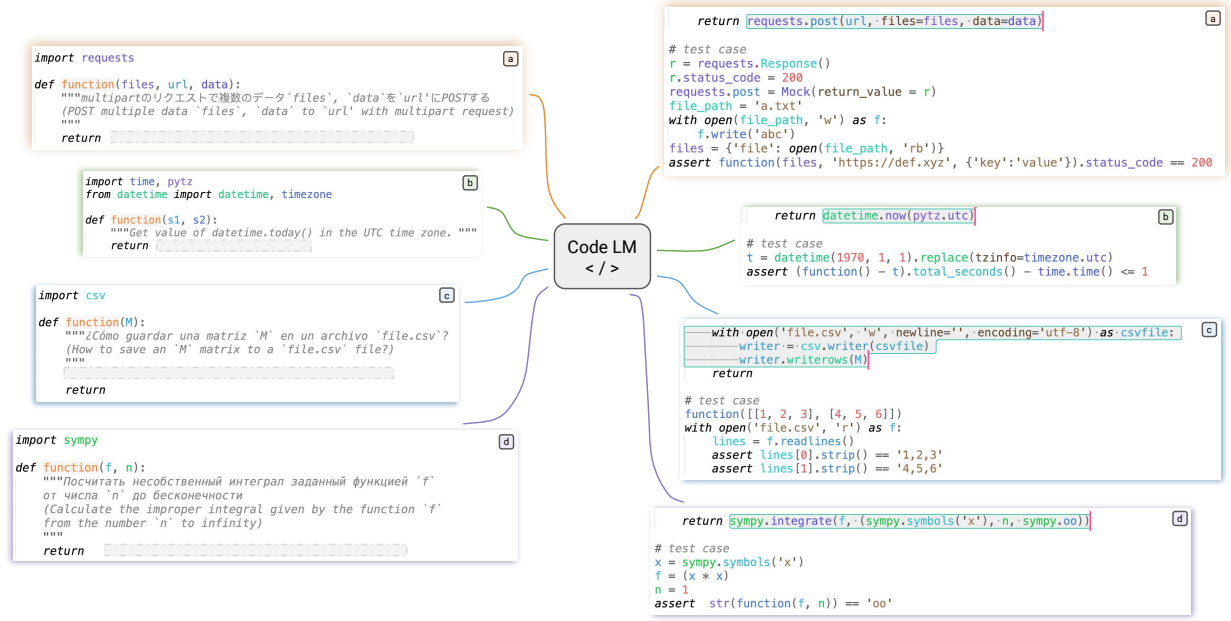 import requests
a
def function(files, url, data):
"""multipartのリクエストで複数のデータ`files`, `data`を`url'にPOSTする
(POST multiple data `files`, `data` to `url' with multipart request)
"""
return
import time, pytz
b
from datetime import datetime, timezone
def function(s1, s2):
"""Get value of datetime.today() in the UTC time zone. """
return
import csv
c
def function(M):
"""¿Cómo guardar una matriz `M` en un archivo `file.csv`?
(How to save an `M` matrix to a `file.csv` file?)
"""
return
import sympy
d
def function(f, n):
"""Посчитать несобственный интеграл заданный функцией `f`
от числа `n` до бесконечности
(Calculate the improper integral given by the function `f`
from the number `n` to infinity)
"""
return
Code LM
< / >
return requests.post(url, files=files, data=data)
a
# test case
r = requests.Response()
r.status_code = 200
requests.post = Mock(return_value = r)
file_path = 'a.txt'
with open(file_path, 'w') as f:
f.write('abc')
files = {'file': open(file_path, 'rb')}
assert function(files, 'https://def.xyz', {'key':'value'}).status_code == 200
return datetime.now(pytz.utc)
b
# test case
t = datetime(1970, 1, 1).replace(tzinfo=timezone.utc)
assert (function() - t).total_seconds() - time.time() <= 1
with open('file.csv', 'w', newline='', encoding='utf-8') as csvfile:
c
writer = csv.writer(csvfile)
writer.writerows(M)
return
# test case
function([[1, 2, 3], [4, 5, 6]])
with open('file.csv', 'r') as f:
lines = f.readlines()
assert lines[0].strip() == '1,2,3'
assert lines[1].strip() == '4,5,6'
return sympy.integrate(f, (sympy.symbols('x'), n, sympy.oo))
d
# test case
x = sympy.symbols('x')
f = (x * x)
n = 1
assert str(function(f, n)) == 'oo'